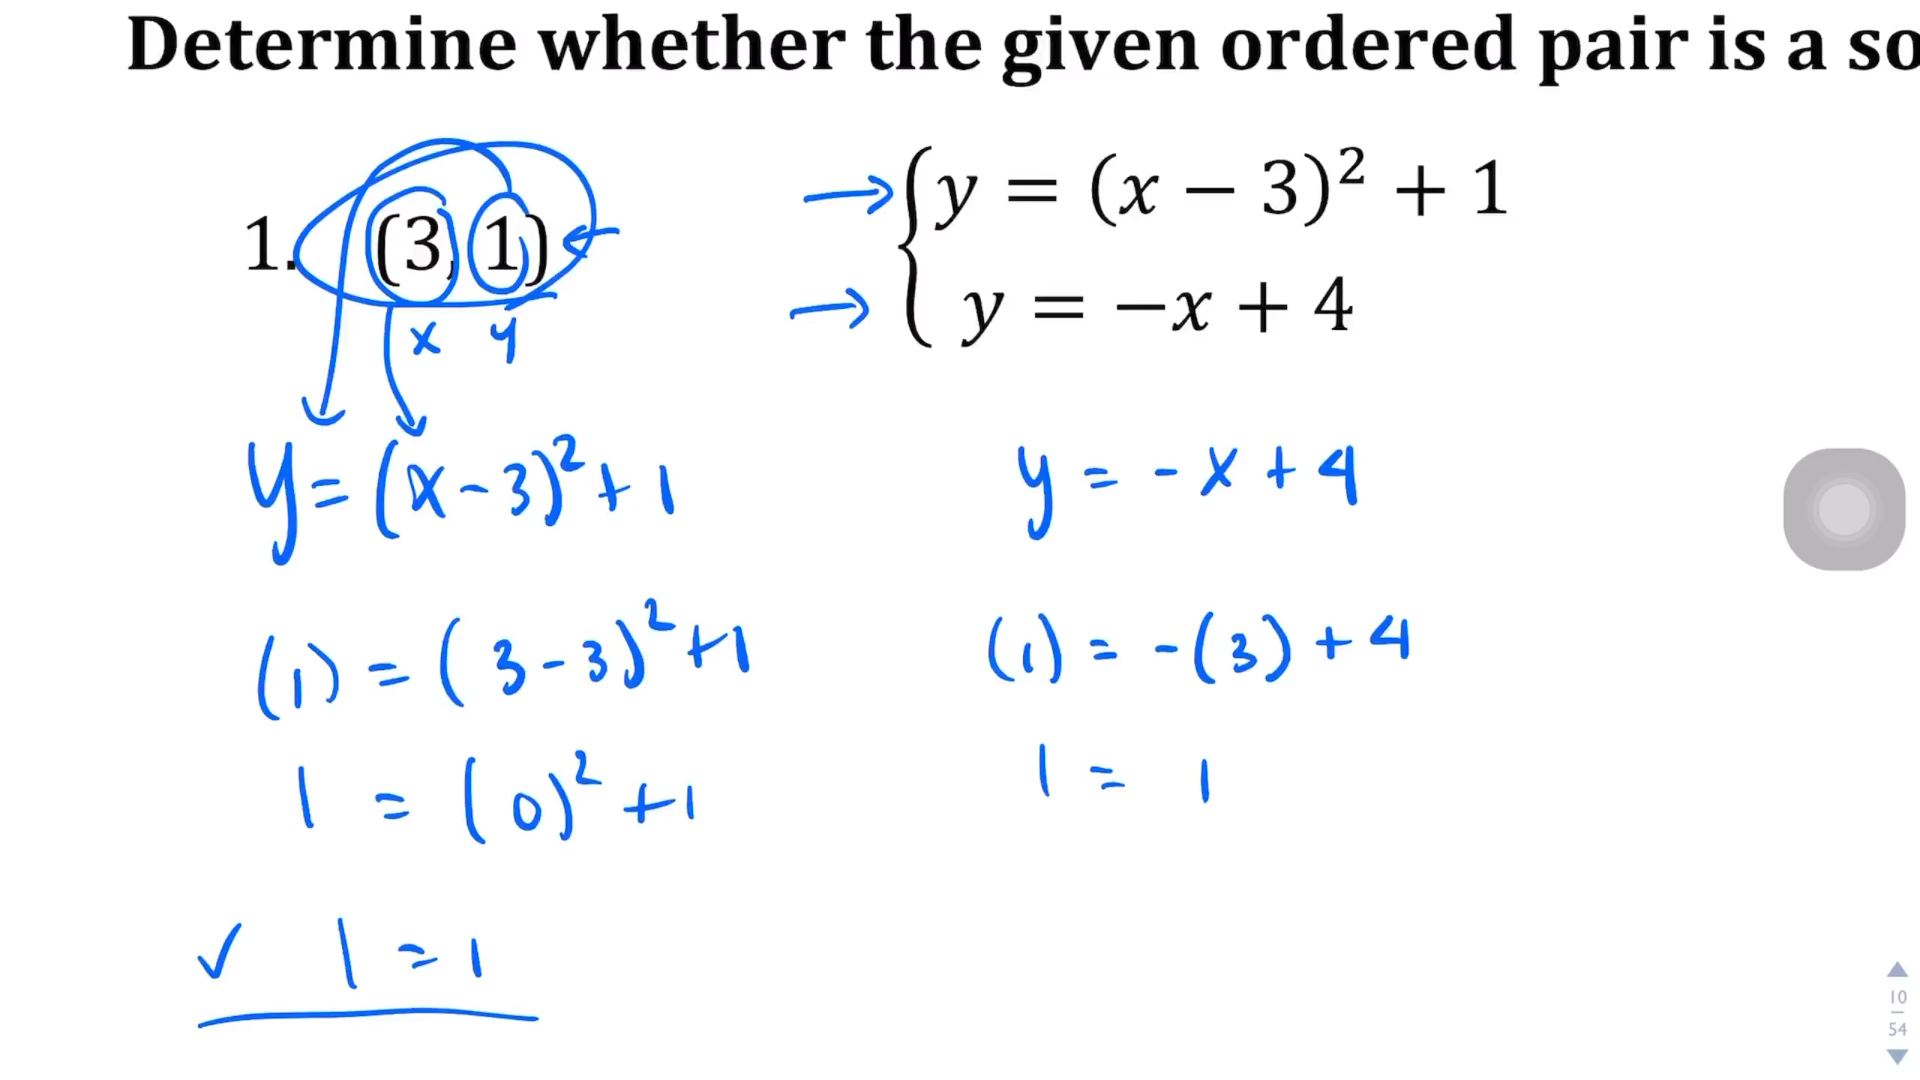 Determine whether the given ordered pair is a so
1. (3, 1)
y = (x − 3)² + 1
y = −x + 4
x y
y = (x - 3)² + 1
y = - x + 4
(1) = (3 - 3)² + 1
(1) = - (3) + 4
1 = (0)² + 1
1 = 1
✓ 1 = 1
10
54